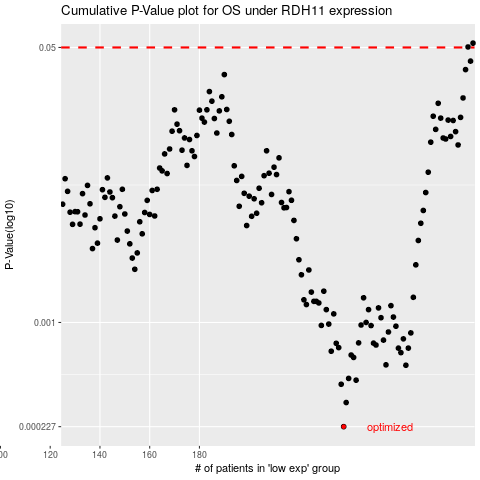 Cumulative P-Value plot for OS under RDH11 expression
0.05
P-Value(log10)
0.001
optimized
0.000227
00 120 140 160 180
# of patients in 'low exp' group